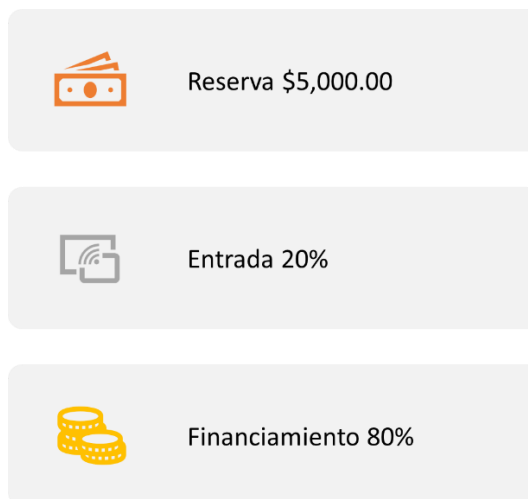 Reserva $5,000.00
Entrada 20%
Financiamiento 80%